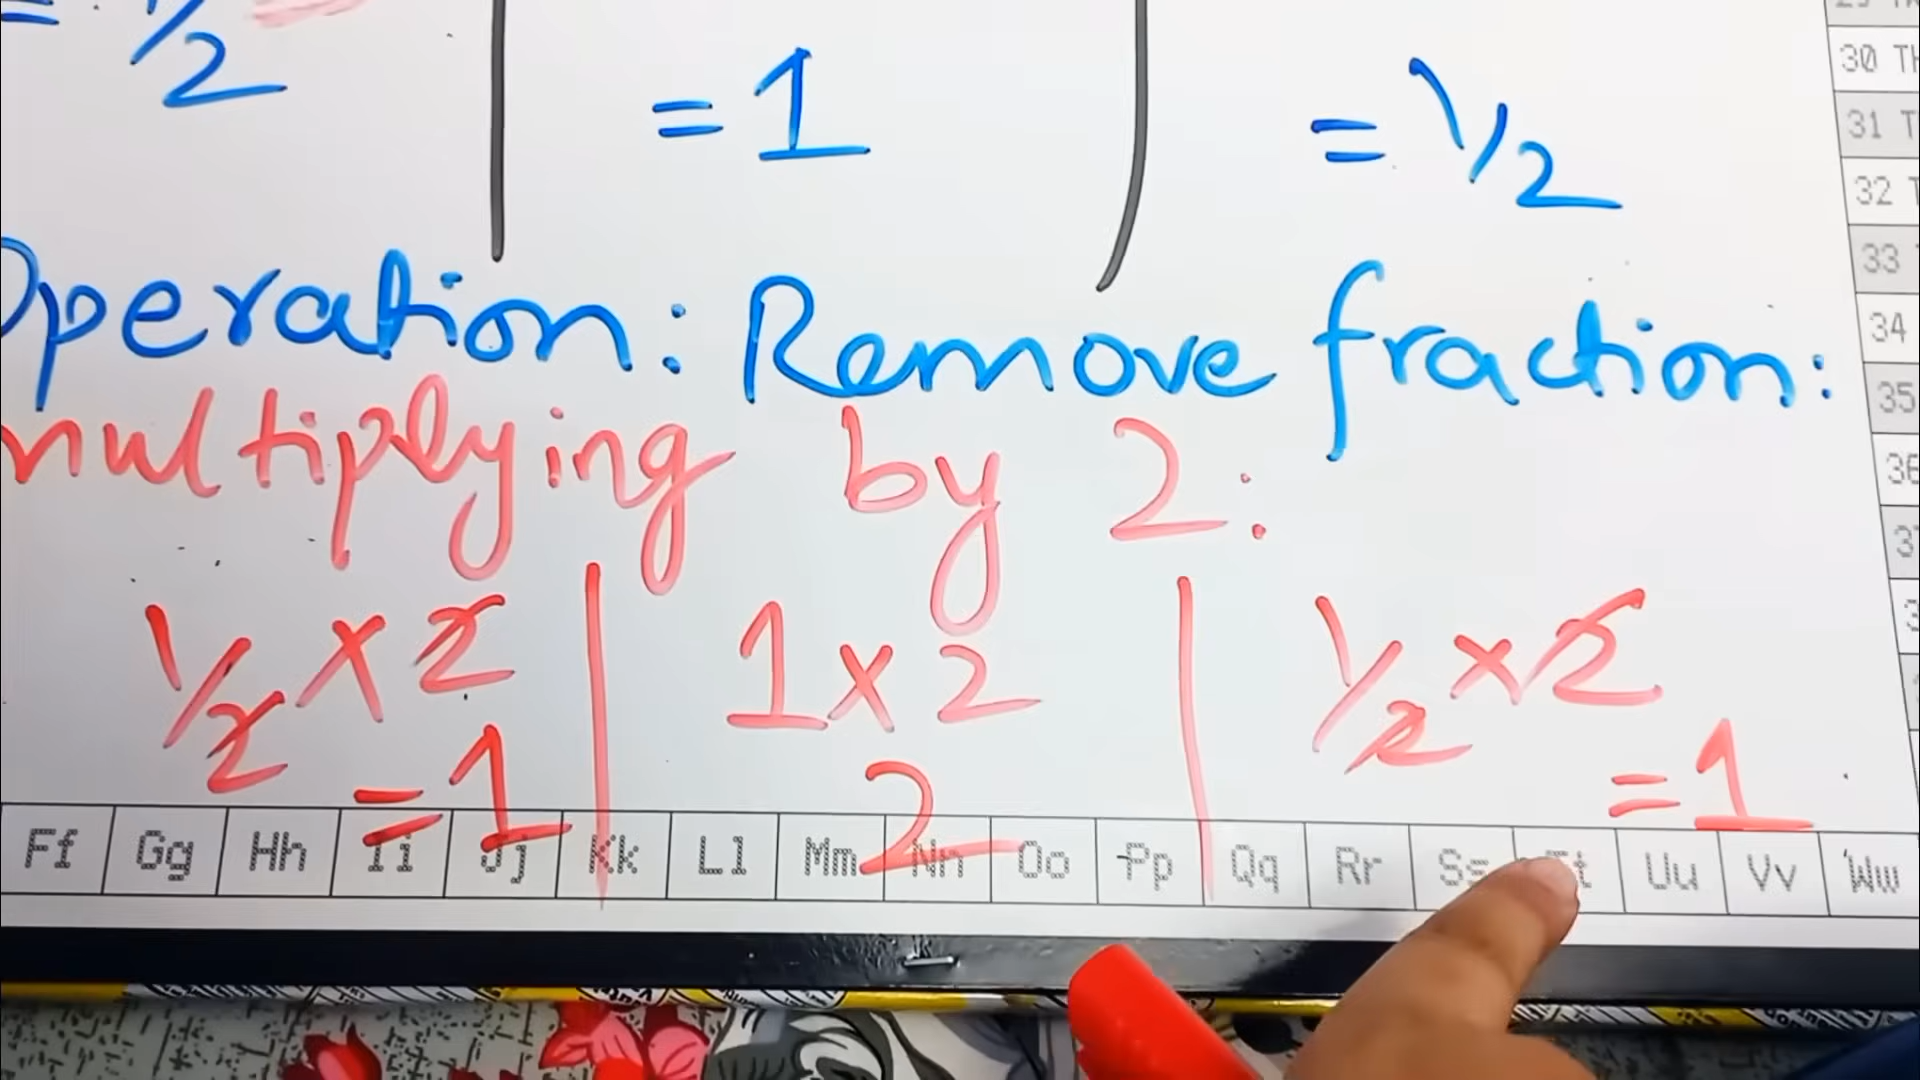 = 1/2
= 1
= 1/2
Operation: Remove fraction:
multiplying by 2:
1/2 x 2
= 1
1 x 2
2
1/2 x 2
= 1
Ff Gg Hh Ii Jj Kk Ll Mm Nn Oo Pp Qq Rr Ss Tt Uu Vv Ww
30 TH
31 T
32 T
33
34
35
36